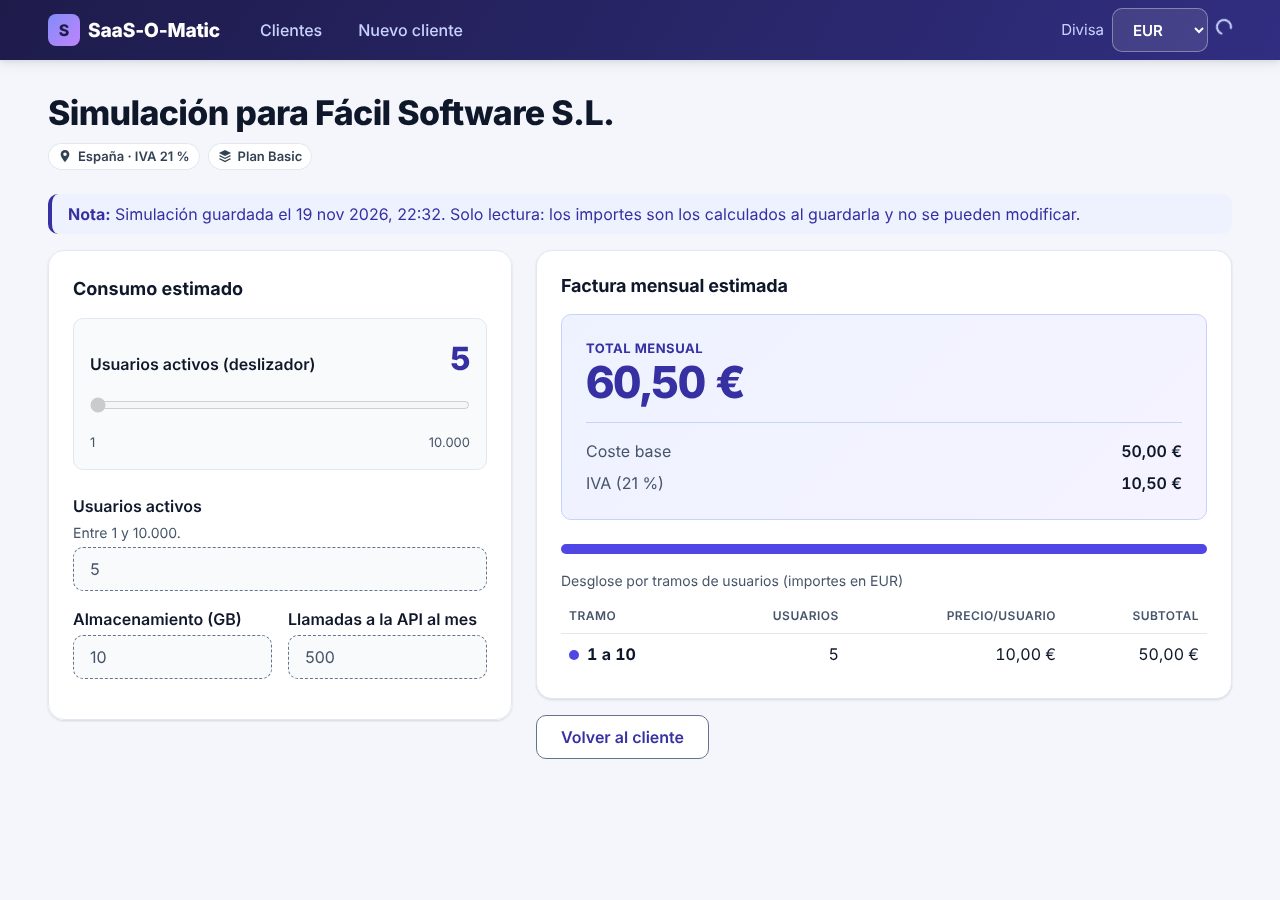 S SaaS-O-Matic Clientes Nuevo cliente Divisa EUR
Simulación para Fácil Software S.L.
España · IVA 21 % Plan Basic
Nota: Simulación guardada el 19 nov 2026, 22:32. Solo lectura: los importes son los calculados al guardarla y no se pueden modificar.
Consumo estimado
Usuarios activos (deslizador) 5
1 10.000
Usuarios activos
Entre 1 y 10.000.
5
Almacenamiento (GB) Llamadas a la API al mes
10 500
Factura mensual estimada
TOTAL MENSUAL
60,50 €
Coste base 50,00 €
IVA (21 %) 10,50 €
Desglose por tramos de usuarios (importes en EUR)
TRAMO USUARIOS PRECIO/USUARIO SUBTOTAL
1 a 10 5 10,00 € 50,00 €
Volver al cliente